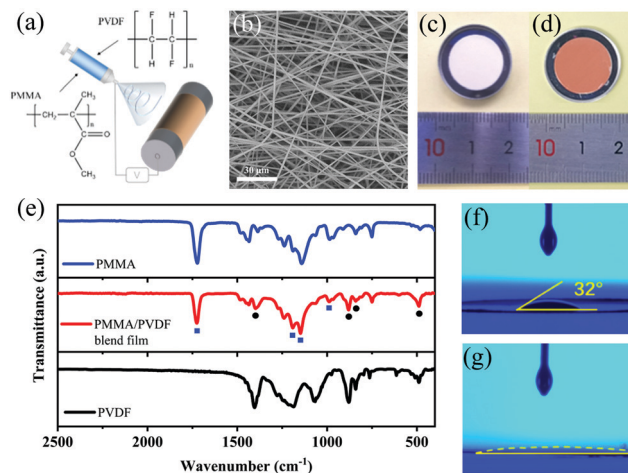 (a)
PVDF
F H
C C
H F
n
PMMA
CH₃
CH₂ C
n
C O
O
CH₃
V
(b)
30 μm
(c)
mm
10 1 2
(d)
10 1 2
(e)
Transmittance (a.u.)
PMMA
PMMA/PVDF
blend film
PVDF
2500 2000 1500 1000 500
Wavenumber (cm⁻¹)
(f)
32°
(g)